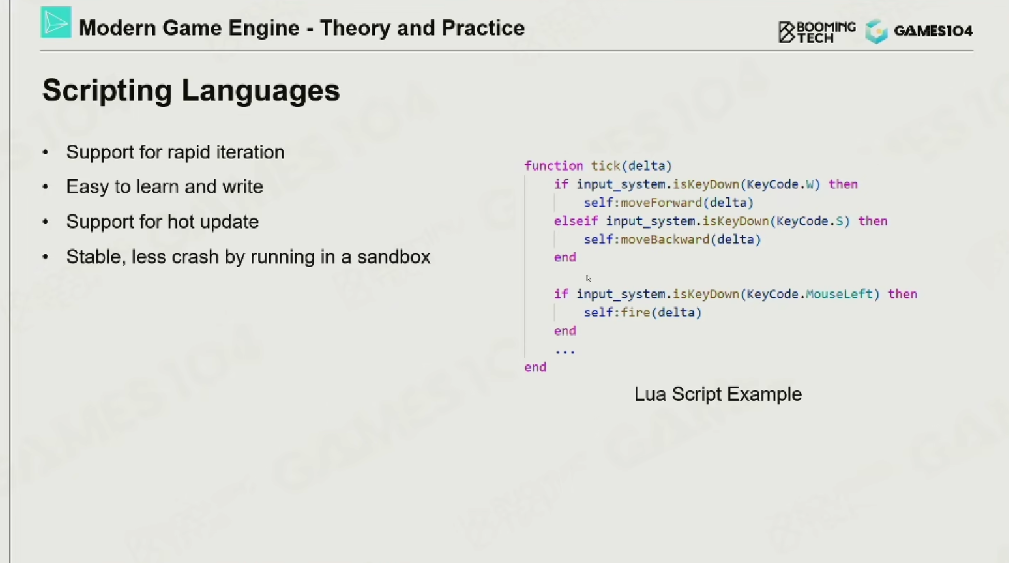 Modern Game Engine - Theory and Practice
BOOMING TECH
GAMES104
Scripting Languages
• Support for rapid iteration
• Easy to learn and write
• Support for hot update
• Stable, less crash by running in a sandbox
function tick(delta)
    if input_system.isKeyDown(KeyCode.W) then
        self:moveForward(delta)
    elseif input_system.isKeyDown(KeyCode.S) then
        self:moveBackward(delta)
    end
    if input_system.isKeyDown(KeyCode.MouseLeft) then
        self:fire(delta)
    end
    ...
end
Lua Script Example